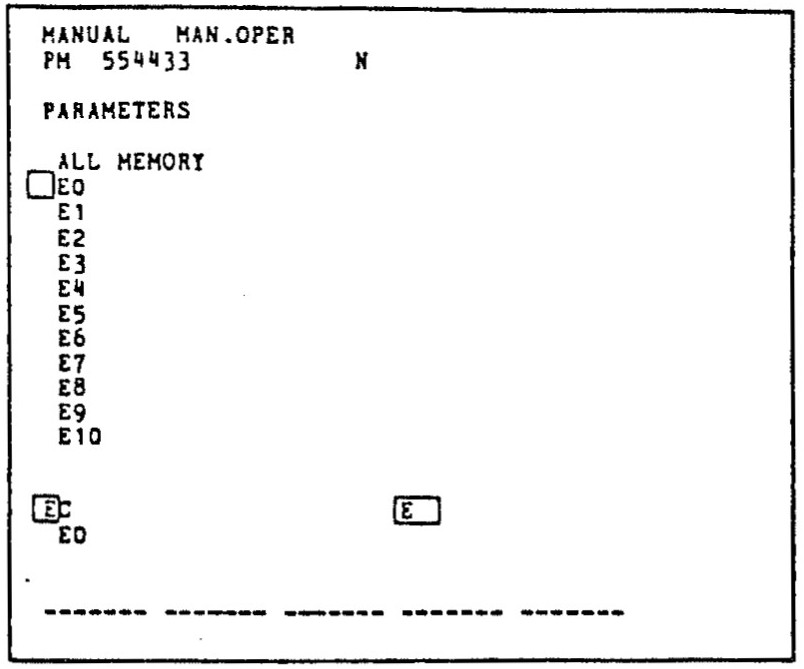 MANUAL MAN.OPER
PM 554433 N
PARAMETERS
ALL MEMORY
E0
E1
E2
E3
E4
E5
E6
E7
E8
E9
E10
EC E
E0
------- ------- ------- ------- -------